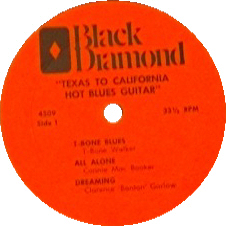 Black
Diamond
"TEXAS TO CALIFORNIA
HOT BLUES GUITAR"
4309
Side 1
33⅓ RPM
T-BONE BLUES
T-Bone Walker
ALL ALONE
Connie Mac Booker
DREAMING
Clarence "Bonton" Garlow